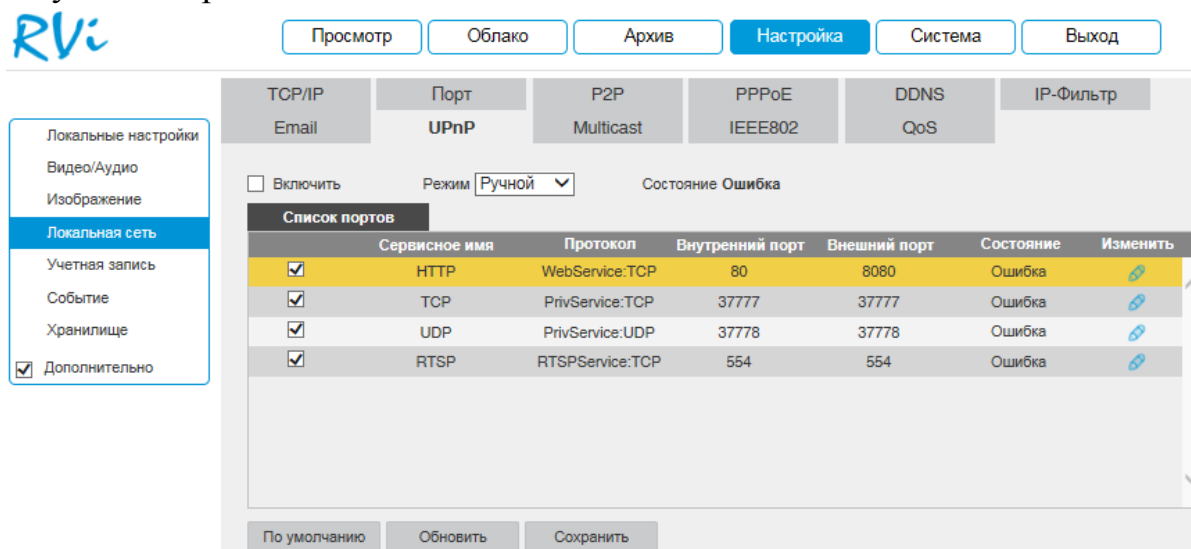 RVi
Просмотр Облако Архив Настройка Система Выход
TCP/IP Порт P2P PPPoE DDNS IP-Фильтр
Email UPnP Multicast IEEE802 QoS
Локальные настройки
Видео/Аудио
Изображение
Локальная сеть
Учетная запись
Событие
Хранилище
Дополнительно
Включить Режим Ручной Состояние Ошибка
Список портов
Сервисное имя Протокол Внутренний порт Внешний порт Состояние Изменить
HTTP WebService:TCP 80 8080 Ошибка
TCP PrivService:TCP 37777 37777 Ошибка
UDP PrivService:UDP 37778 37778 Ошибка
RTSP RTSPService:TCP 554 554 Ошибка
По умолчанию Обновить Сохранить